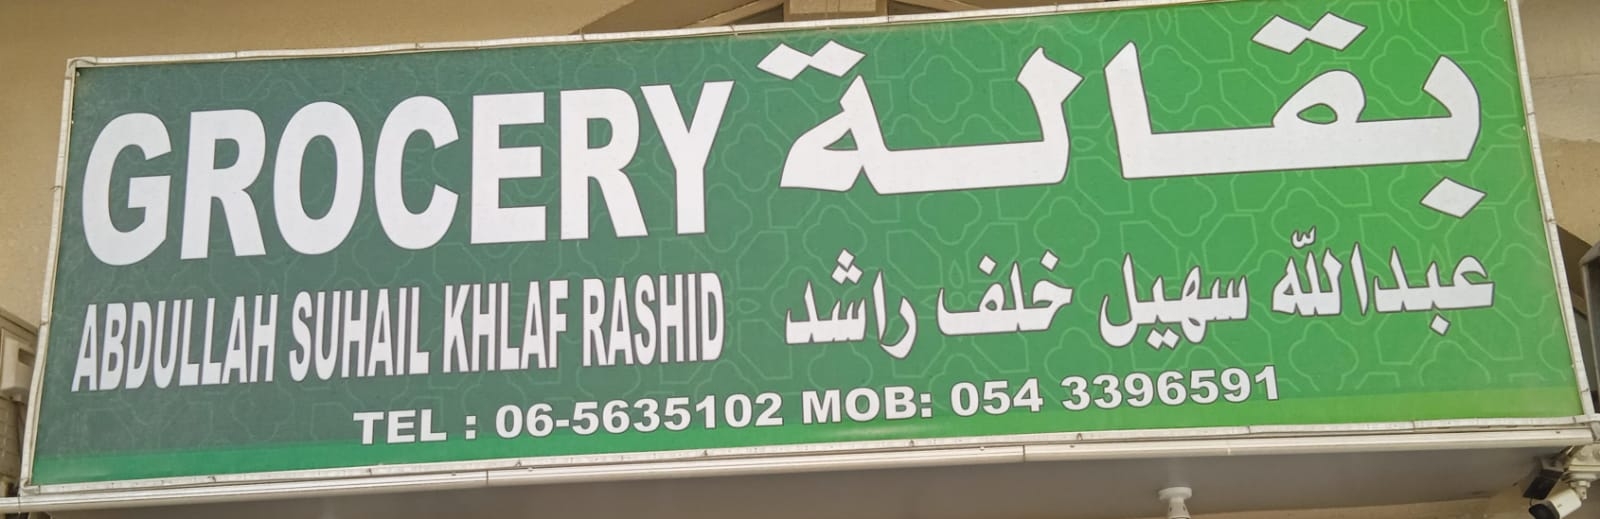 GROCERY بقالة
ABDULLAH SUHAIL KHLAF RASHID عبدالله سهيل خلف راشد
TEL : 06-5635102 MOB: 054 3396591